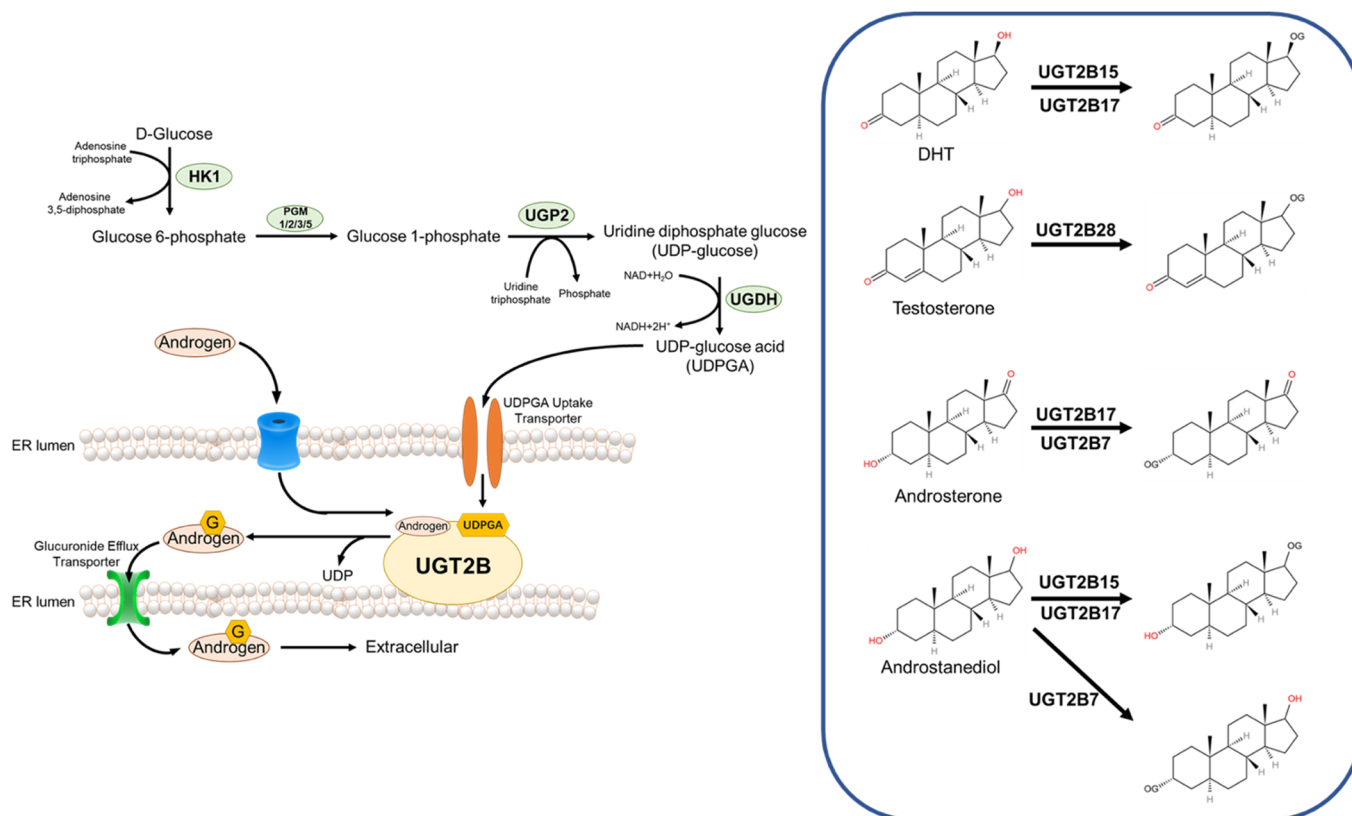 D-Glucose
Adenosine
triphosphate
HK1
Adenosine
3,5-diphosphate
Glucose 6-phosphate
PGM
1/2/3/5
Glucose 1-phosphate
UGP2
Uridine
triphosphate
Phosphate
Uridine diphosphate glucose
(UDP-glucose)
NAD+H₂O
UGDH
NADH+2H⁺
UDP-glucose acid
(UDPGA)
Androgen
UDPGA Uptake
Transporter
ER lumen
Androgen
UDPGA
UGT2B
UDP
G
Androgen
Glucuronide Efflux
Transporter
ER lumen
G
Androgen
Extracellular
OH
H
H
H
O
H
DHT
UGT2B15
UGT2B17
OG
H
H
H
O
H
OH
H
H
H
O
Testosterone
UGT2B28
OG
H
H
H
O
O
H
H
H
HO
H
Androsterone
UGT2B17
UGT2B7
O
H
H
H
OG
H
OH
H
H
H
HO
H
Androstanediol
UGT2B15
UGT2B17
OG
H
H
H
HO
H
UGT2B7
OH
H
H
H
OG
H